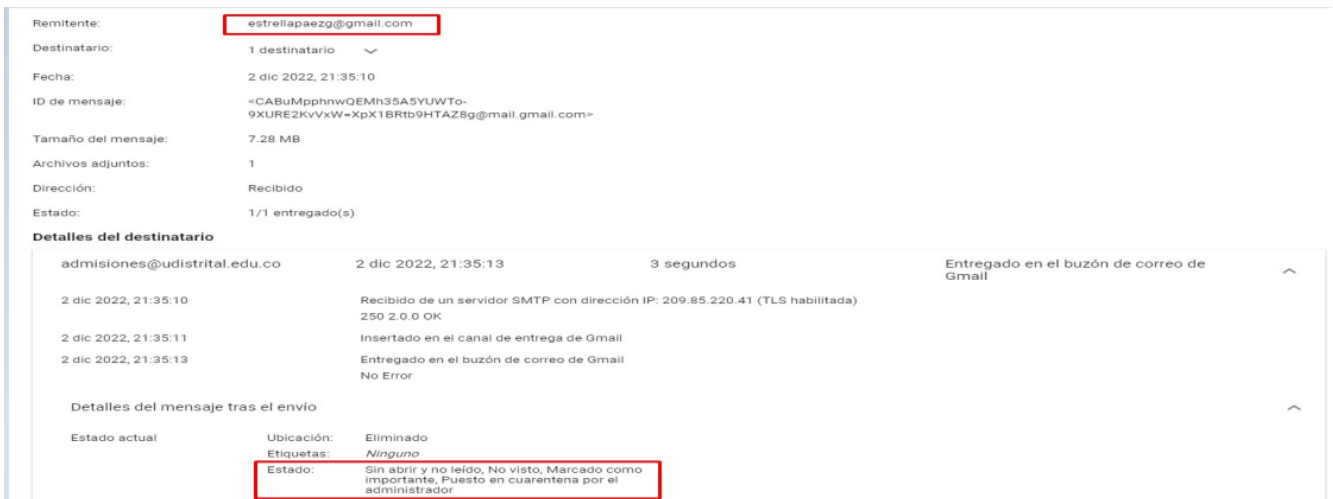 Remitente: estrellapaezg@gmail.com
Destinatario: 1 destinatario
Fecha: 2 dic 2022, 21:35:10
ID de mensaje: <CABuMpphnwQEMh35A5YUWTo-
9XURE2KvVxW=XpX1BRtb9HTAZ8g@mail.gmail.com>
Tamaño del mensaje: 7.28 MB
Archivos adjuntos: 1
Dirección: Recibido
Estado: 1/1 entregado(s)
Detalles del destinatario
admisiones@udistrital.edu.co 2 dic 2022, 21:35:13 3 segundos Entregado en el buzón de correo de
Gmail
2 dic 2022, 21:35:10 Recibido de un servidor SMTP con dirección IP: 209.85.220.41 (TLS habilitada)
250 2.0.0 OK
2 dic 2022, 21:35:11 Insertado en el canal de entrega de Gmail
2 dic 2022, 21:35:13 Entregado en el buzón de correo de Gmail
No Error
Detalles del mensaje tras el envío
Estado actual Ubicación: Eliminado
Etiquetas: Ninguno
Estado: Sin abrir y no leído, No visto, Marcado como
importante, Puesto en cuarentena por el
administrador